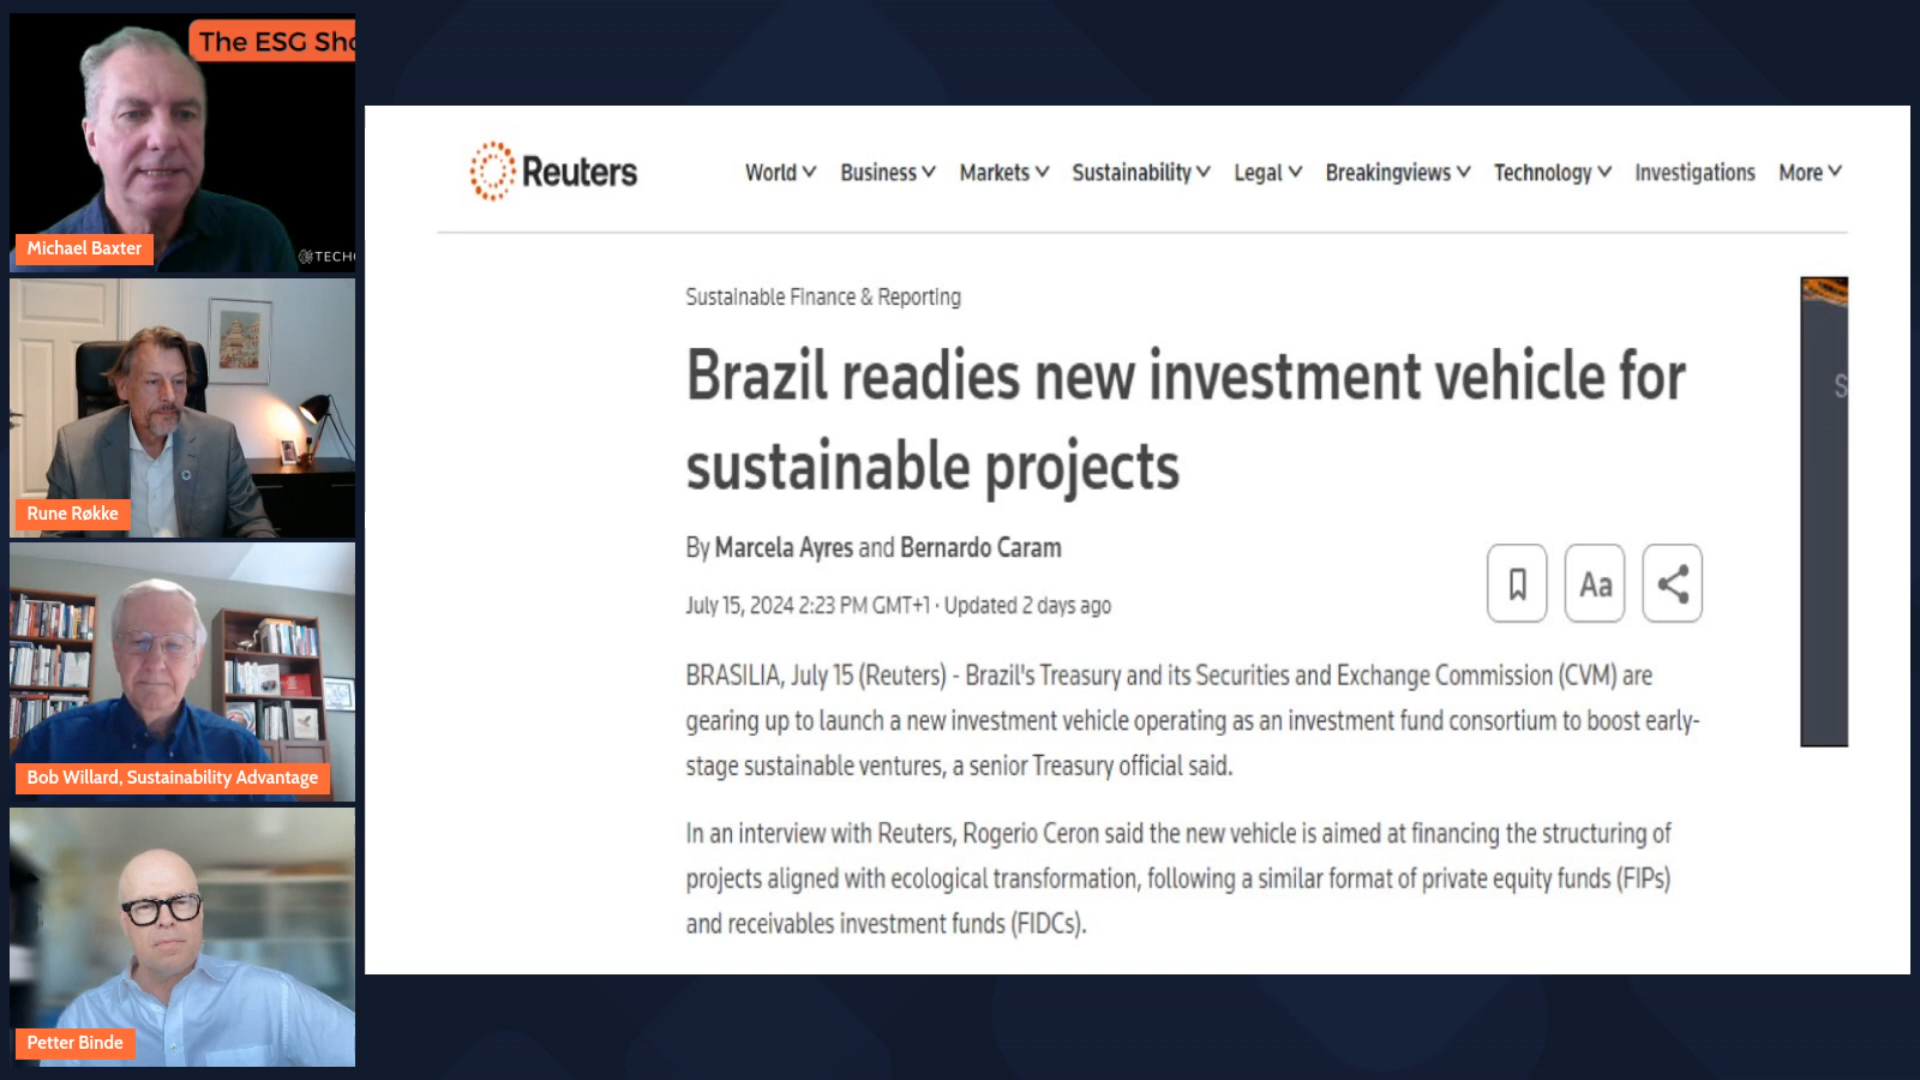 The ESG Sho
Michael Baxter
TECH
Rune Røkke
Bob Willard, Sustainability Advantage
Petter Binde
Reuters
World Business Markets Sustainability Legal Breakingviews Technology Investigations More
Sustainable Finance & Reporting
Brazil readies new investment vehicle for
sustainable projects
By Marcela Ayres and Bernardo Caram
July 15, 2024 2:23 PM GMT+1 · Updated 2 days ago
Aa
S
BRASILIA, July 15 (Reuters) - Brazil's Treasury and its Securities and Exchange Commission (CVM) are
gearing up to launch a new investment vehicle operating as an investment fund consortium to boost early-
stage sustainable ventures, a senior Treasury official said.
In an interview with Reuters, Rogerio Ceron said the new vehicle is aimed at financing the structuring of
projects aligned with ecological transformation, following a similar format of private equity funds (FIPs)
and receivables investment funds (FIDCs).